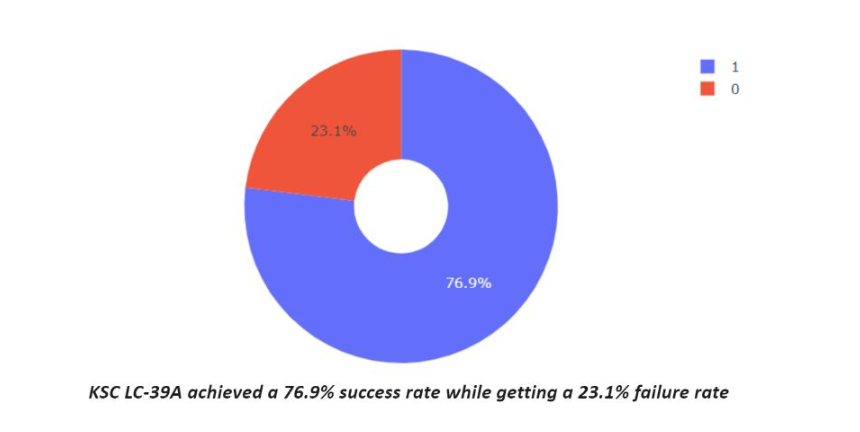 1
0
23.1%
76.9%
KSC LC-39A achieved a 76.9% success rate while getting a 23.1% failure rate